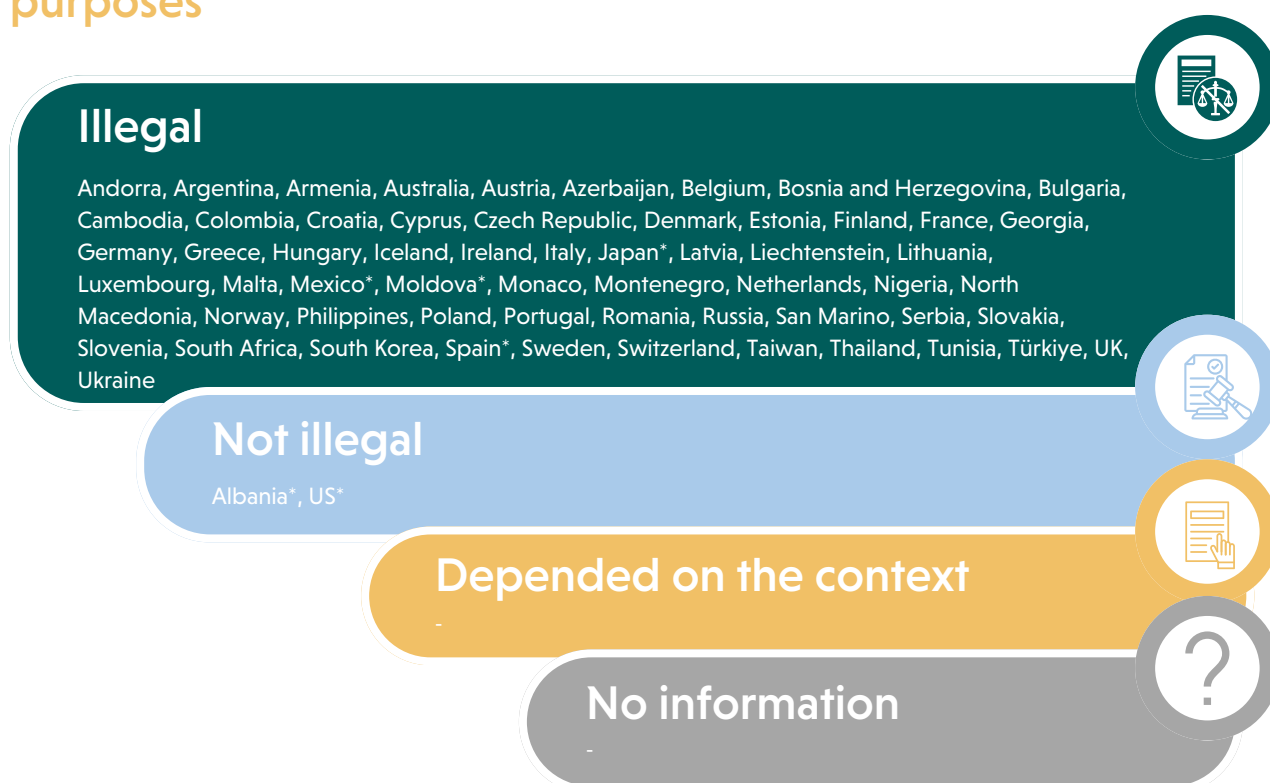 purposes
Illegal
Andorra, Argentina, Armenia, Australia, Austria, Azerbaijan, Belgium, Bosnia and Herzegovina, Bulgaria,
Cambodia, Colombia, Croatia, Cyprus, Czech Republic, Denmark, Estonia, Finland, France, Georgia,
Germany, Greece, Hungary, Iceland, Ireland, Italy, Japan*, Latvia, Liechtenstein, Lithuania,
Luxembourg, Malta, Mexico*, Moldova*, Monaco, Montenegro, Netherlands, Nigeria, North
Macedonia, Norway, Philippines, Poland, Portugal, Romania, Russia, San Marino, Serbia, Slovakia,
Slovenia, South Africa, South Korea, Spain*, Sweden, Switzerland, Taiwan, Thailand, Tunisia, Türkiye, UK,
Ukraine
Not illegal
Albania*, US*
Depended on the context
-
No information
-
?